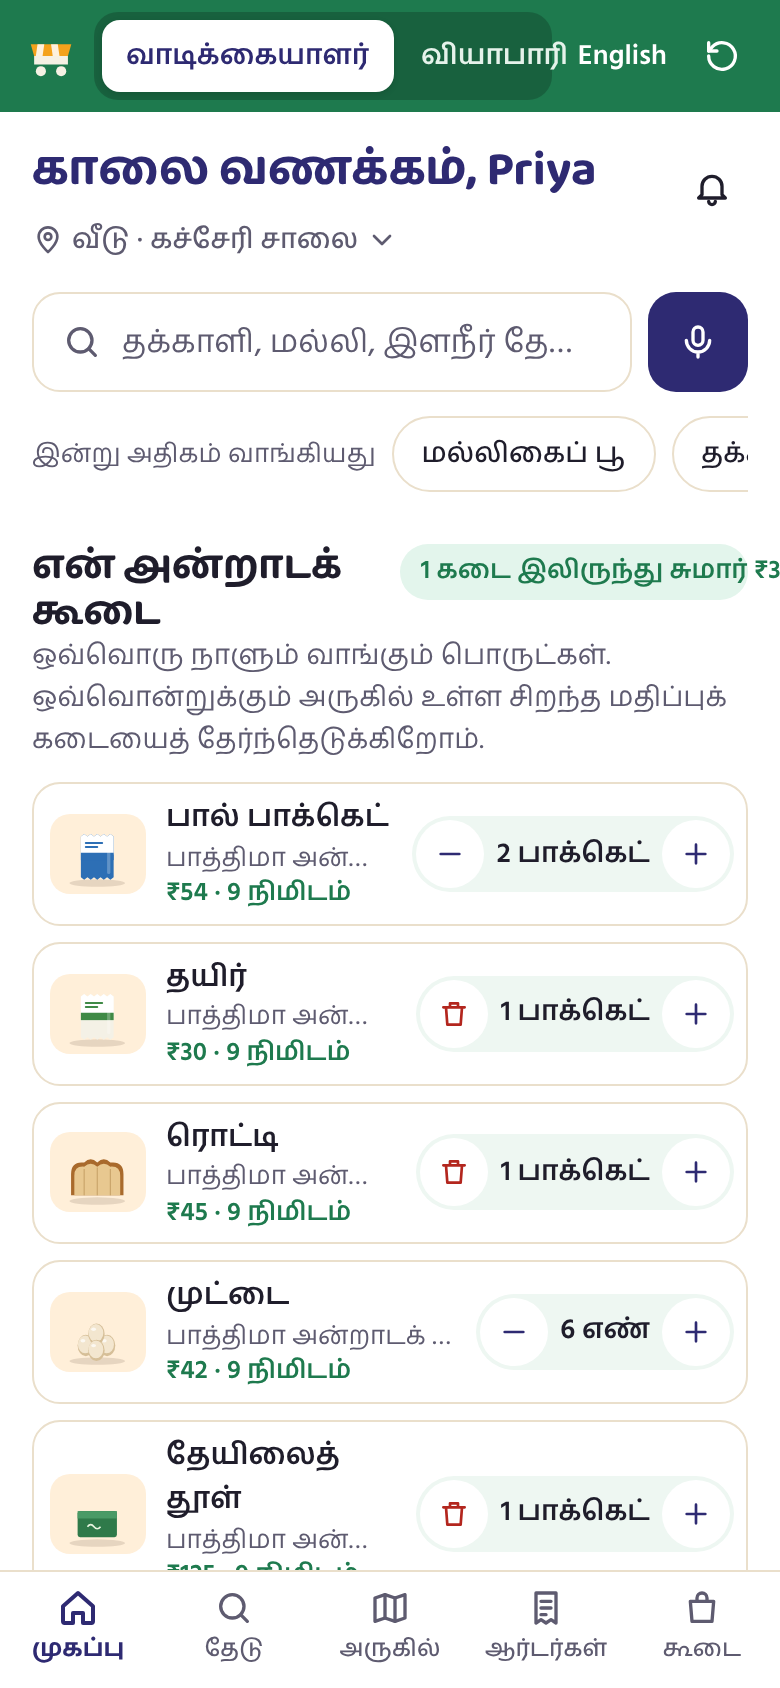 வாடிக்கையாளர் வியாபாரி English
காலை வணக்கம், Priya
வீடு · கச்சேரி சாலை
தக்காளி, மல்லி, இளநீர் தே...
இன்று அதிகம் வாங்கியது மல்லிகைப் பூ
என் அன்றாடக்
கூடை
1 கடை இலிருந்து சுமார் ₹3
ஒவ்வொரு நாளும் வாங்கும் பொருட்கள்.
ஒவ்வொன்றுக்கும் அருகில் உள்ள சிறந்த மதிப்புக்
கடையைத் தேர்ந்தெடுக்கிறோம்.
பால் பாக்கெட்
பாத்திமா அன்...
₹54 · 9 நிமிடம்
2 பாக்கெட்
தயிர்
பாத்திமா அன்...
₹30 · 9 நிமிடம்
1 பாக்கெட்
ரொட்டி
பாத்திமா அன்...
₹45 · 9 நிமிடம்
1 பாக்கெட்
முட்டை
பாத்திமா அன்றாடக் ...
₹42 · 9 நிமிடம்
6 எண்
தேயிலைத்
தூள்
பாத்திமா அன்...
1 பாக்கெட்
முகப்பு தேடு அருகில் ஆர்டர்கள் கூடை